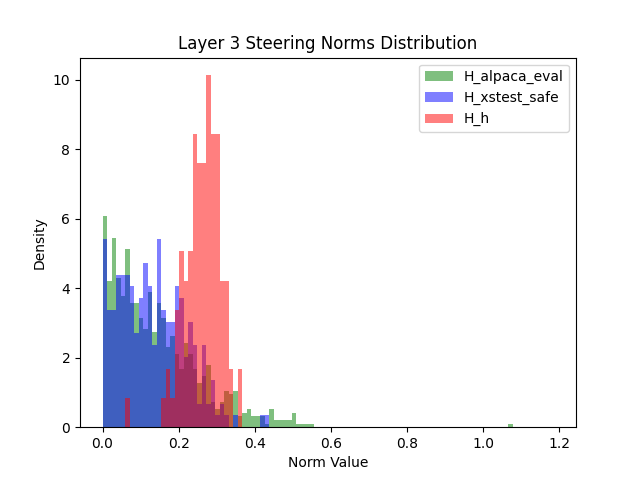 Layer 3 Steering Norms Distribution
H_alpaca_eval
H_xstest_safe
H_h
Density
10
8
6
4
2
0
0.0 0.2 0.4 0.6 0.8 1.0 1.2
Norm Value